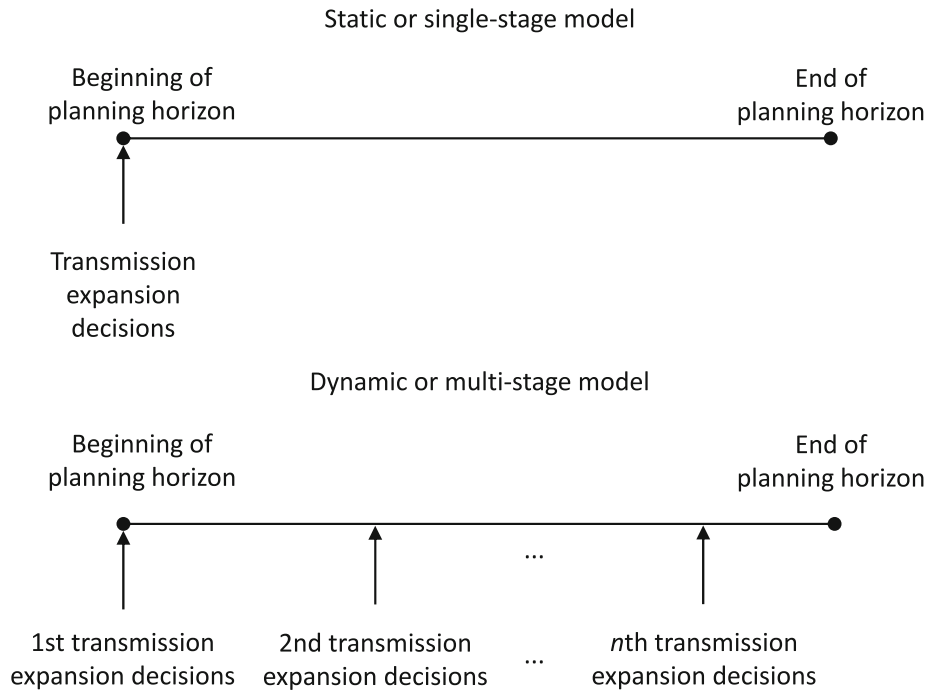 Static or single-stage model
Beginning of
planning horizon
End of
planning horizon
Transmission
expansion
decisions
Dynamic or multi-stage model
Beginning of
planning horizon
End of
planning horizon
...
1st transmission
expansion decisions
2nd transmission
expansion decisions
...
nth transmission
expansion decisions